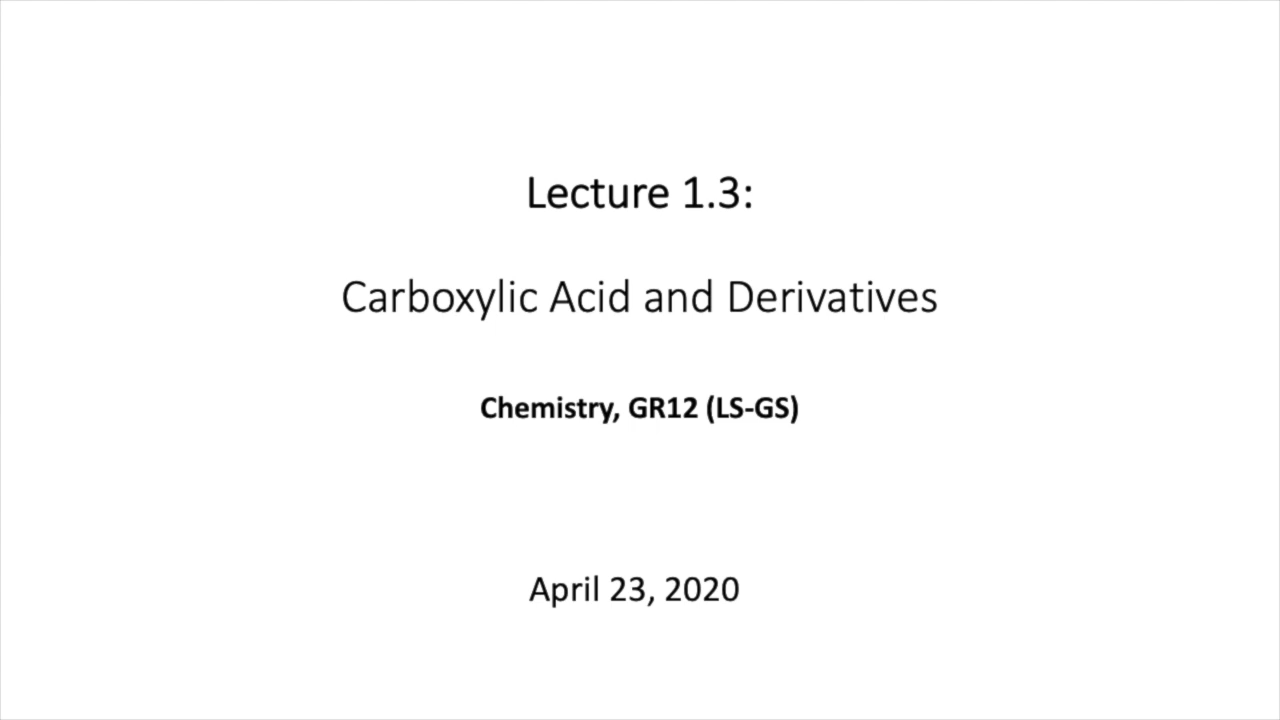 Lecture 1.3:
Carboxylic Acid and Derivatives
Chemistry, GR12 (LS-GS)
April 23, 2020